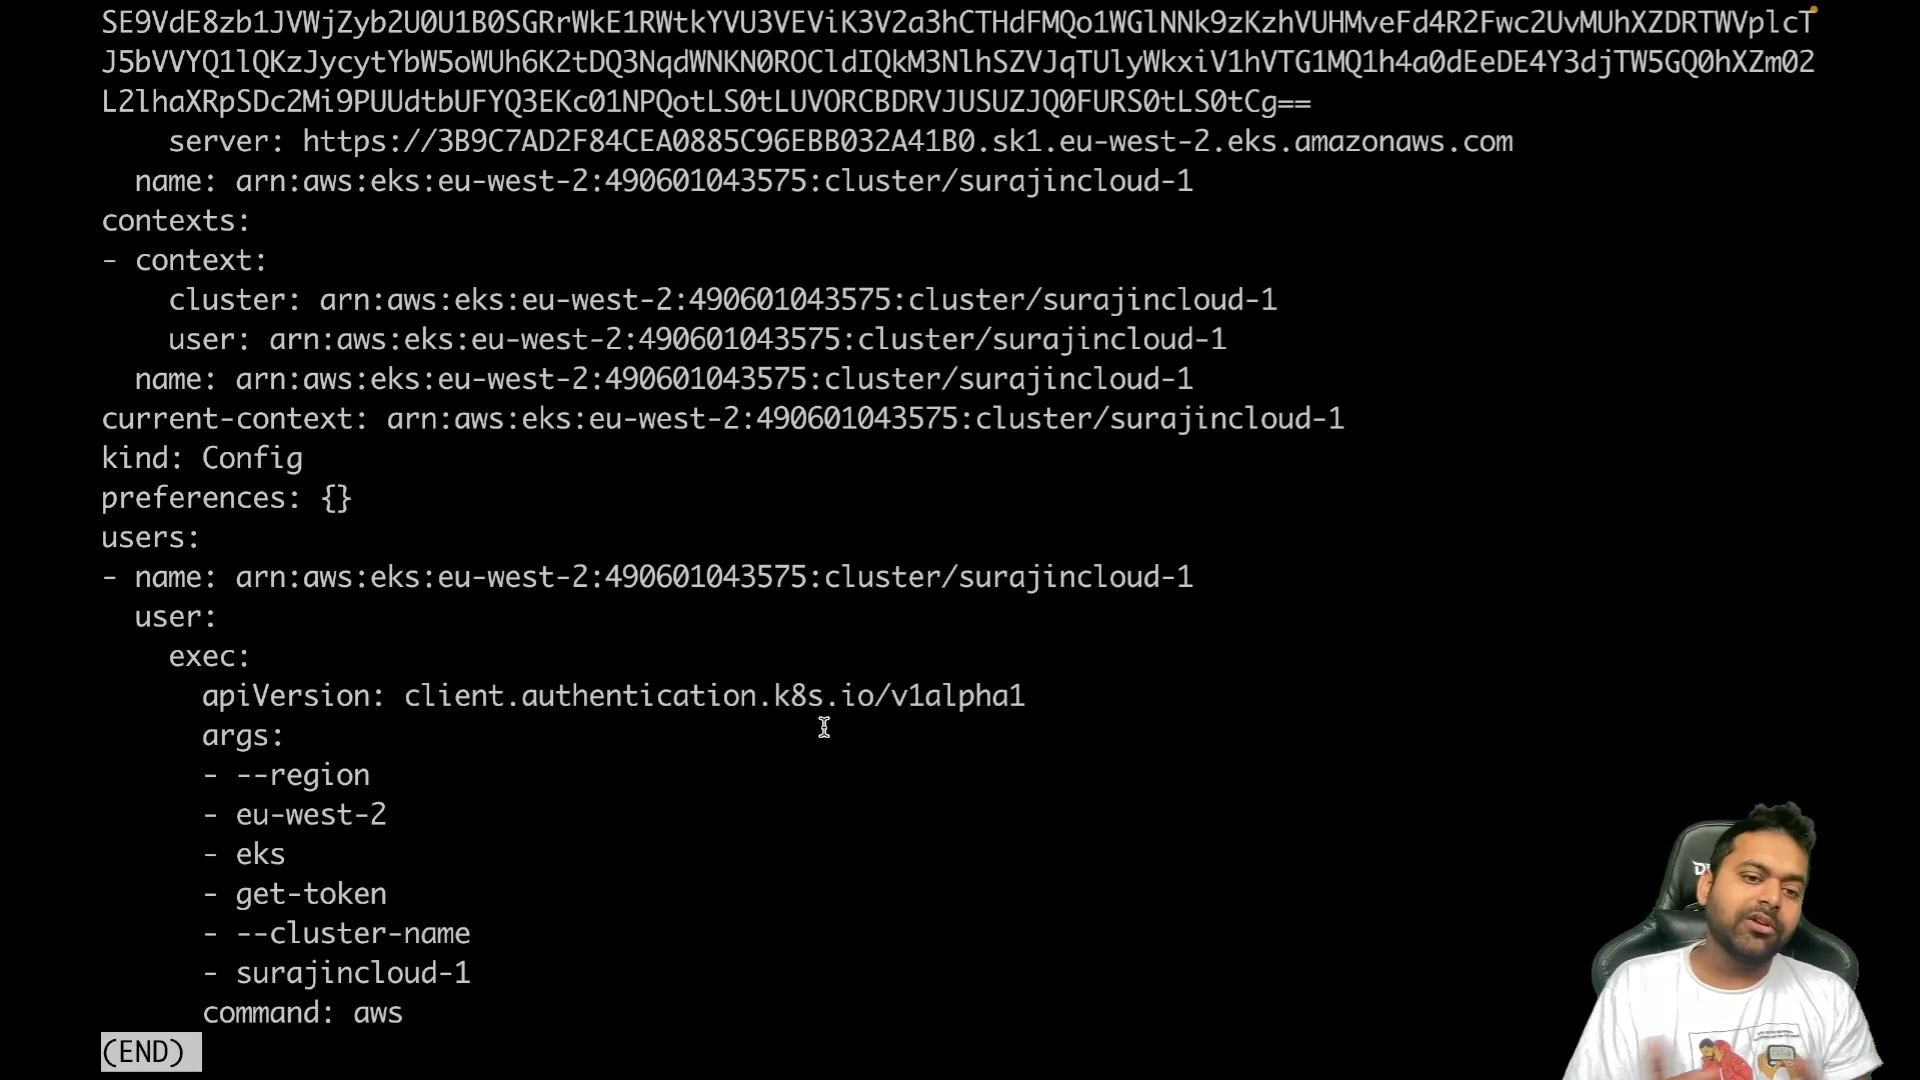 SE9VdE8zb1JVWjZyb2U0U1B0SGRrWkE1RWtkYVU3VEViK3V2a3hCTHdFMQo1WGlNNk9zKzhVUHMveFd4R2Fwc2UvMUhXZDRTWVplcT
J5bVVYQ1lQKzJycytYbW5oWUh6K2tDQ3NqdWNKN0ROCldIQkM3NlhSZVJqTUlyWkxiV1hVTG1MQ1h4a0dEeDE4Y3djTW5GQ0hXZm02
L2lhaXRpSDc2Mi9PUUdtbUFYQ3EKc01NPQotLS0tLUVORCBDRVJUSUZJQ0FURS0tLS0tCg==
server: https://3B9C7AD2F84CEA0885C96EBB032A41B0.sk1.eu-west-2.eks.amazonaws.com
name: arn:aws:eks:eu-west-2:490601043575:cluster/surajincloud-1
contexts:
- context:
cluster: arn:aws:eks:eu-west-2:490601043575:cluster/surajincloud-1
user: arn:aws:eks:eu-west-2:490601043575:cluster/surajincloud-1
name: arn:aws:eks:eu-west-2:490601043575:cluster/surajincloud-1
current-context: arn:aws:eks:eu-west-2:490601043575:cluster/surajincloud-1
kind: Config
preferences: {}
users:
- name: arn:aws:eks:eu-west-2:490601043575:cluster/surajincloud-1
user:
exec:
apiVersion: client.authentication.k8s.io/v1alpha1
args:
- --region
- eu-west-2
- eks
- get-token
- --cluster-name
- surajincloud-1
command: aws
(END)